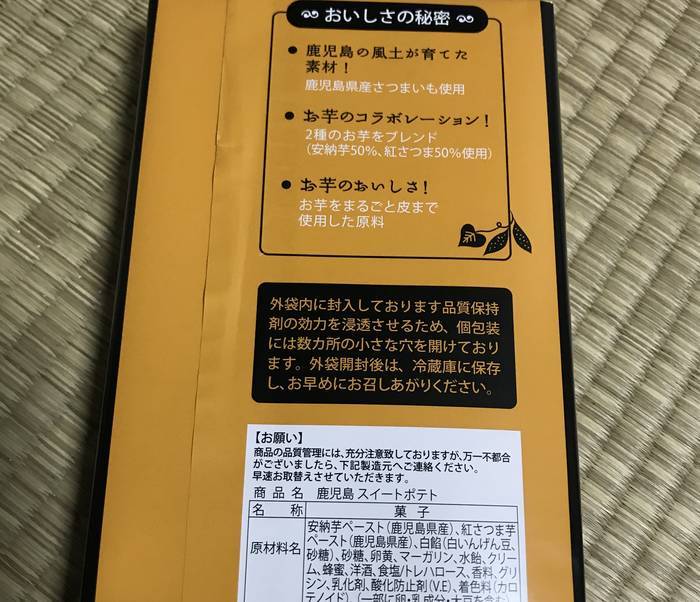 おいしさの秘密
● 鹿児島の風土が育てた
素材！
鹿児島県産さつまいも使用
● お芋のコラボレーション！
2種のお芋をブレンド
（安納芋50％、紅さつま50％使用）
● お芋のおいしさ！
お芋をまるごと皮まで
使用した原料
外袋内に封入しております品質保持
剤の効力を浸透させるため、個包装
には数カ所の小さな穴を開けており
ます。外袋開封後は、冷蔵庫に保存
し、お早めにお召しあがりください。
【お願い】
商品の品質管理には、充分注意致しておりますが、万一不都合
がございましたら、下記製造元へご連絡ください。
早速お取替えさせていただきます。
商品名 鹿児島 スイートポテト
名称 菓子
原材料名 安納芋ペースト（鹿児島県産）、紅さつま芋
ペースト（鹿児島県産）、白餡（白いんげん豆、
砂糖）、砂糖、卵黄、マーガリン、水飴、クリー
ム、蜂蜜、洋酒、食塩/トレハロース、香料、グリ
シン、乳化剤、酸化防止剤（V.E）、着色料（カロ
テノイド）、（一部に卵・乳成分・大豆を含む）